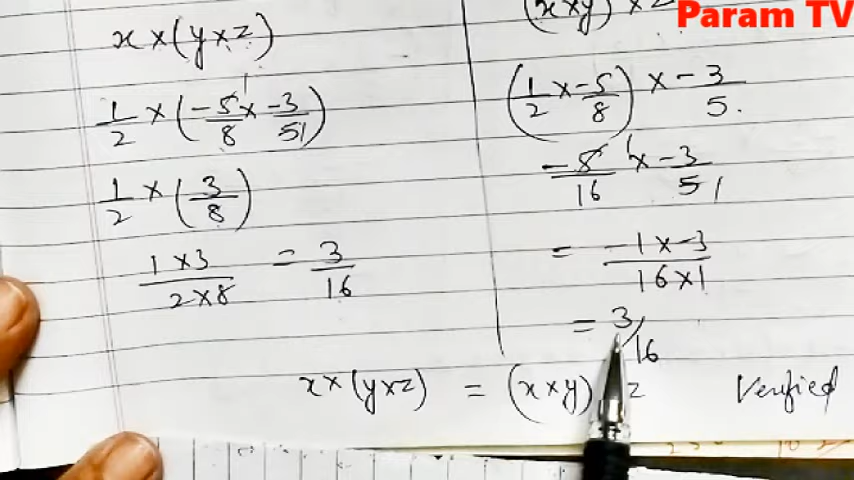 Param TV
x × (y × z)
1/2 × (-5/8 × -3/5)
1/2 × (3/8)
1×3/2×8 = 3/16
(x×y) × z
(1/2 × -5/8) × -3/5
-5/16 × -3/5
= -1×-3/16×1
= 3/16
x × (y×z) = (x×y) z Verified